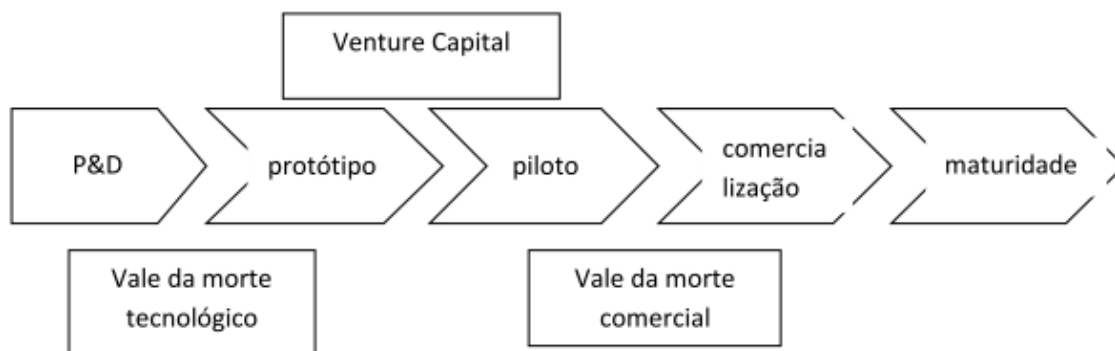 Venture Capital
P&D
protótipo
piloto
comercia
lização
maturidade
Vale da morte
tecnológico
Vale da morte
comercial